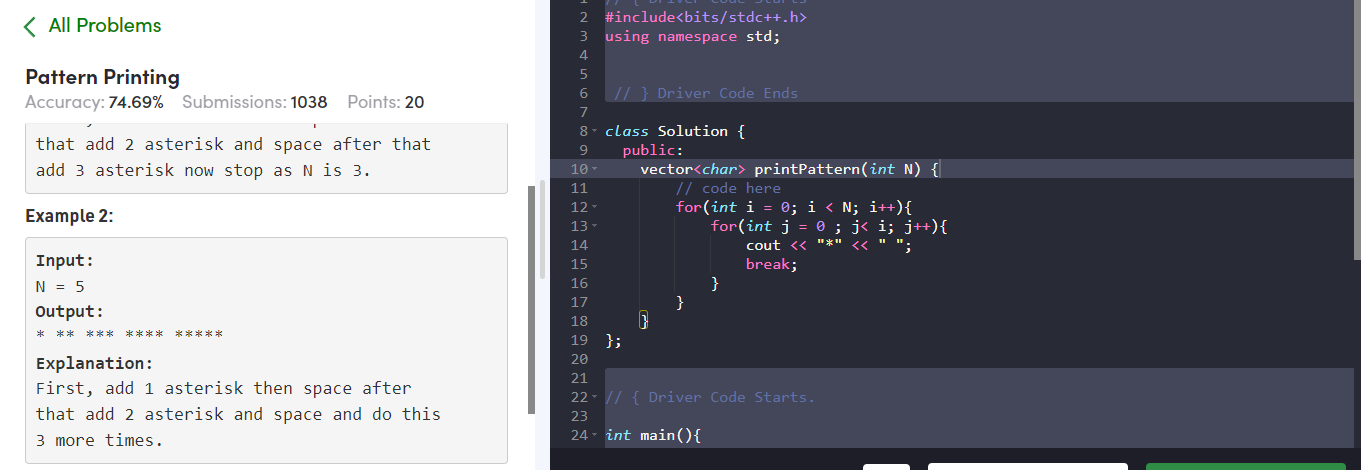 All Problems
Pattern Printing
Accuracy: 74.69% Submissions: 1038 Points: 20
that add 2 asterisk and space after that
add 3 asterisk now stop as N is 3.
Example 2:
Input:
N = 5
Output:
* ** *** **** *****
Explanation:
First, add 1 asterisk then space after
that add 2 asterisk and space and do this
3 more times.
1 // { Driver Code Starts
2 #include<bits/stdc++.h>
3 using namespace std;
4
5
6 // } Driver Code Ends
7
8 class Solution {
9 public:
10 vector<char> printPattern(int N) {
11 // code here
12 for(int i = 0; i < N; i++){
13 for(int j = 0 ; j< i; j++){
14 cout << "*" << " ";
15 break;
16 }
17 }
18 }
19 };
20
21
22 // { Driver Code Starts.
23
24 int main(){